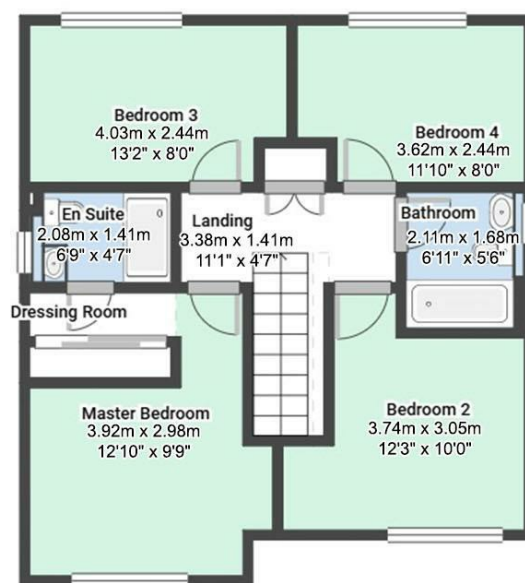 Bedroom 3
4.03m x 2.44m
13'2" x 8'0"
Bedroom 4
3.62m x 2.44m
11'10" x 8'0"
En Suite
2.08m x 1.41m
6'9" x 4'7"
Landing
3.38m x 1.41m
11'1" x 4'7"
Bathroom
2.11m x 1.68m
6'11" x 5'6"
Dressing Room
Master Bedroom
3.92m x 2.98m
12'10" x 9'9"
Bedroom 2
3.74m x 3.05m
12'3" x 10'0"